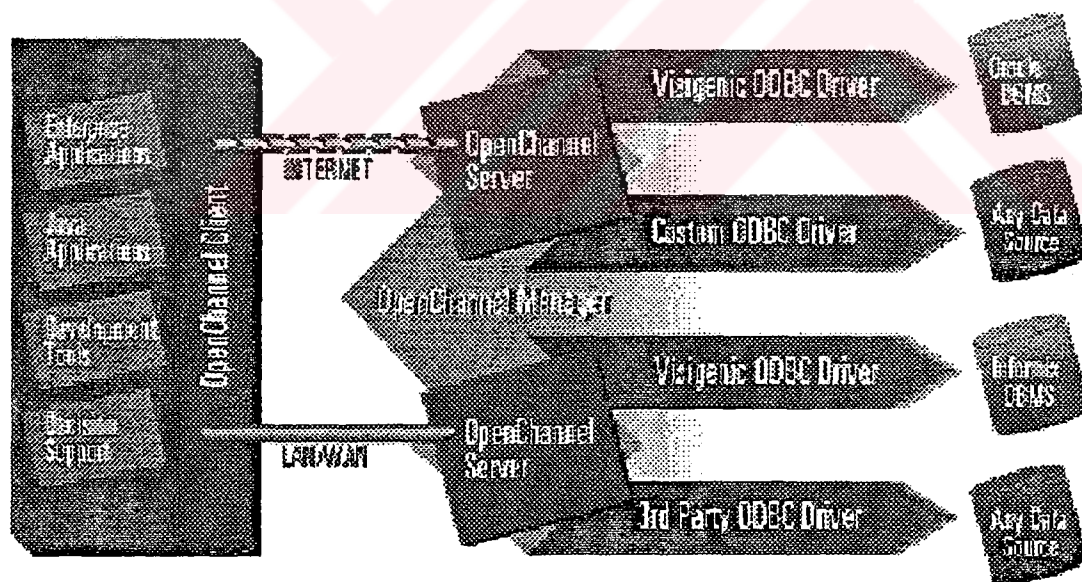 Enterprise
Applications
Java
Applications
Development
Tools
Decision
Support
OpenChannel Client
INTERNET
LAN/WAN
OpenChannel
Server
OpenChannel Manager
OpenChannel
Server
Visigenic ODBC Driver
Custom ODBC Driver
Visigenic ODBC Driver
3rd Party ODBC Driver
Oracle
DBMS
Any Data
Source
Informix
DBMS
Any Data
Source